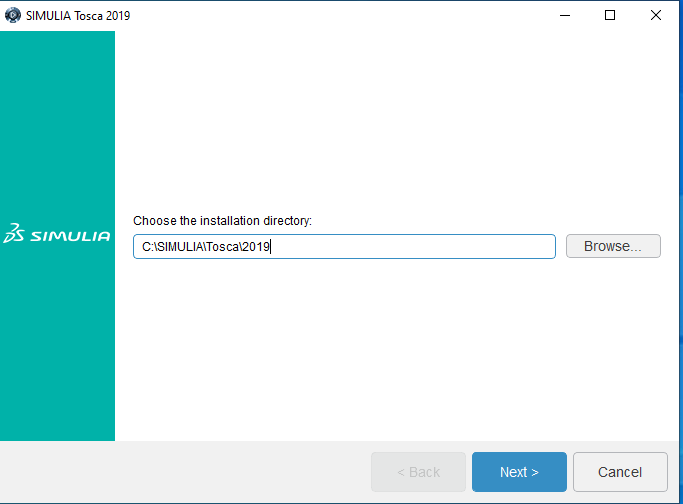 SIMULIA Tosca 2019
SIMULIA
Choose the installation directory:
C:\SIMULIA\Tosca\2019
Browse...
< Back
Next >
Cancel